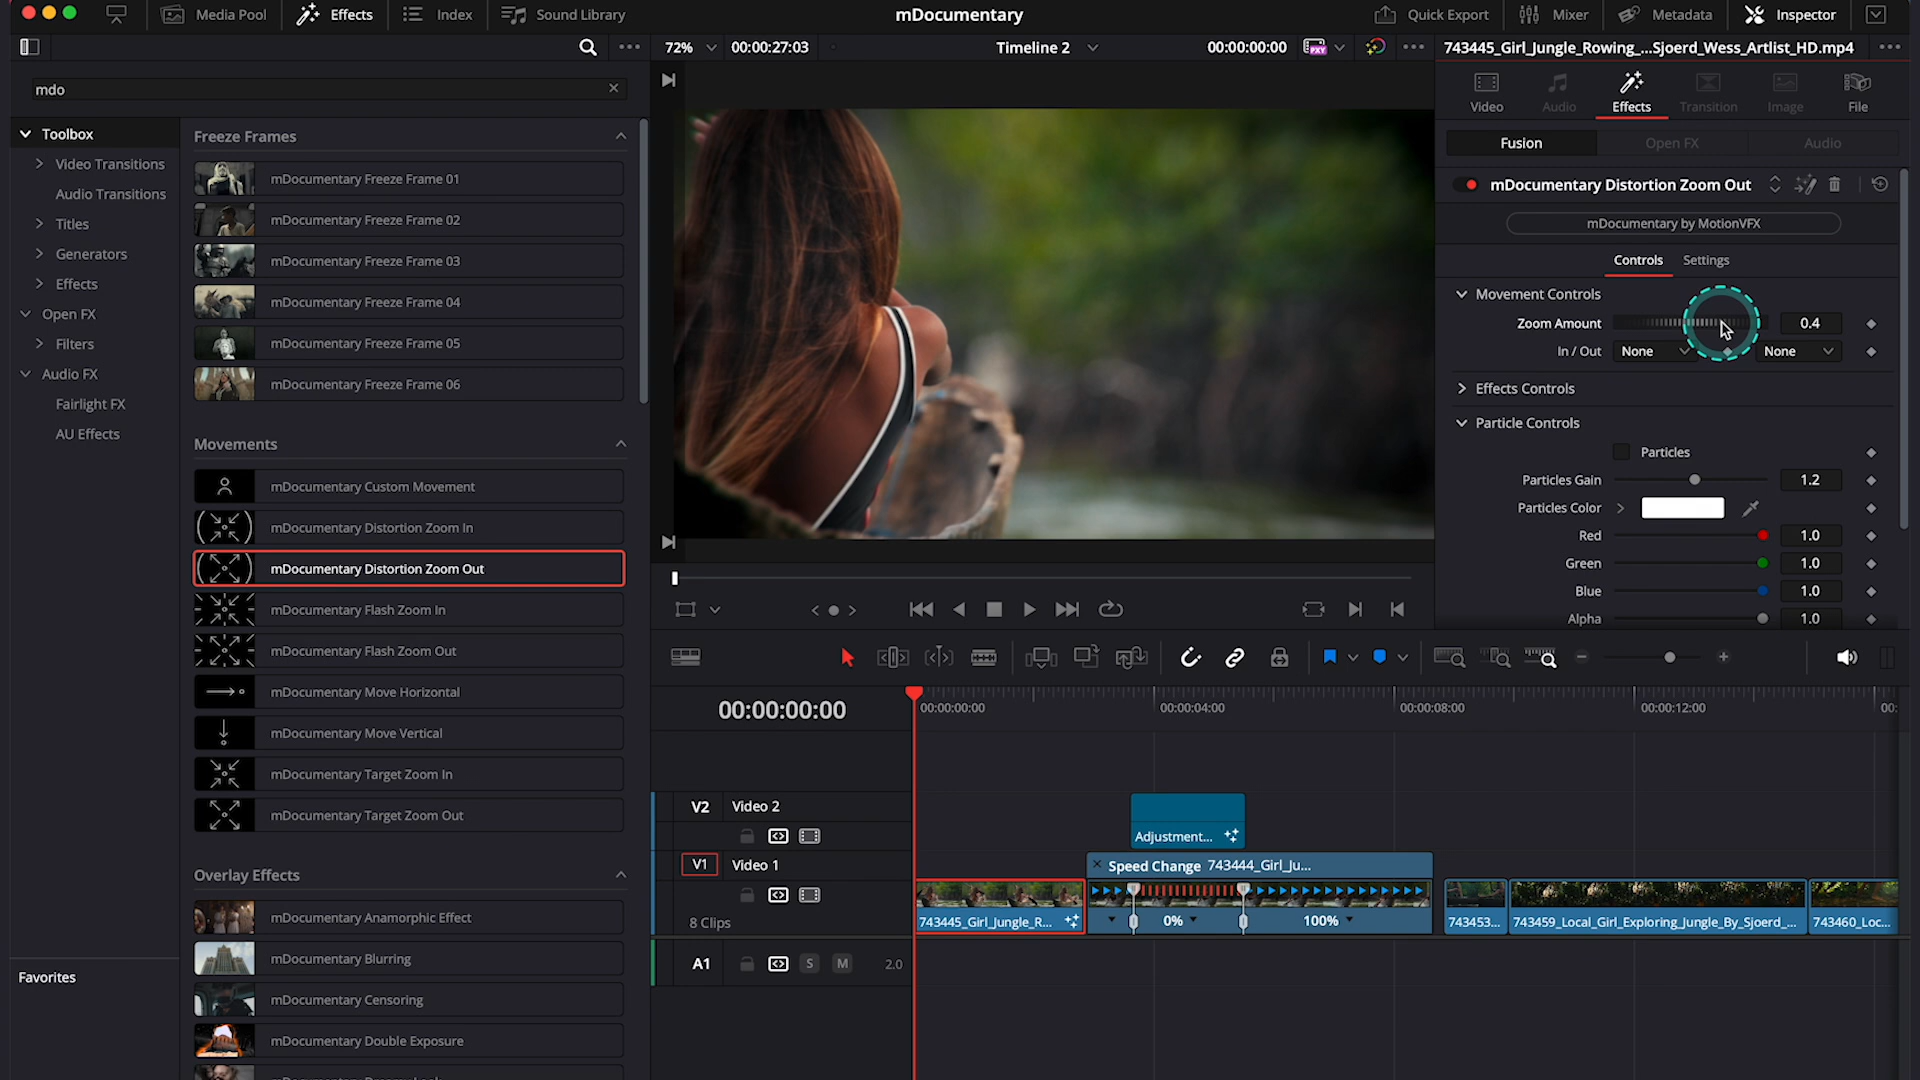 Media Pool
Effects
Index
Sound Library
mDocumentary
Quick Export
Mixer
Metadata
Inspector
72%
00:00:27:03
Timeline 2
00:00:00:00
PXY
743445_Girl_Jungle_Rowing_...Sjoerd_Wess_Artlist_HD.mp4
mdo
Toolbox
Video Transitions
Audio Transitions
Titles
Generators
Effects
Open FX
Filters
Audio FX
Fairlight FX
AU Effects
Favorites
Freeze Frames
mDocumentary Freeze Frame 01
mDocumentary Freeze Frame 02
mDocumentary Freeze Frame 03
mDocumentary Freeze Frame 04
mDocumentary Freeze Frame 05
mDocumentary Freeze Frame 06
Movements
mDocumentary Custom Movement
mDocumentary Distortion Zoom In
mDocumentary Distortion Zoom Out
mDocumentary Flash Zoom In
mDocumentary Flash Zoom Out
mDocumentary Move Horizontal
mDocumentary Move Vertical
mDocumentary Target Zoom In
mDocumentary Target Zoom Out
Overlay Effects
mDocumentary Anamorphic Effect
mDocumentary Blurring
mDocumentary Censoring
mDocumentary Double Exposure
Video
Audio
Effects
Transition
Image
File
Fusion
Open FX
Audio
mDocumentary Distortion Zoom Out
mDocumentary by MotionVFX
Controls
Settings
Movement Controls
Zoom Amount 0.4
In / Out None None
Effects Controls
Particle Controls
Particles
Particles Gain 1.2
Particles Color
Red 1.0
Green 1.0
Blue 1.0
Alpha 1.0
00:00:00:00
00:00:00:00
00:00:04:00
00:00:08:00
00:00:12:00
00:
V2 Video 2
Adjustment...
V1 Video 1
8 Clips
Speed Change 743444_Girl_Ju...
743445_Girl_Jungle_R...
0%
100%
743453...
743459_Local_Girl_Exploring_Jungle_By_Sjoerd_...
743460_Loc...
A1
S
M
2.0